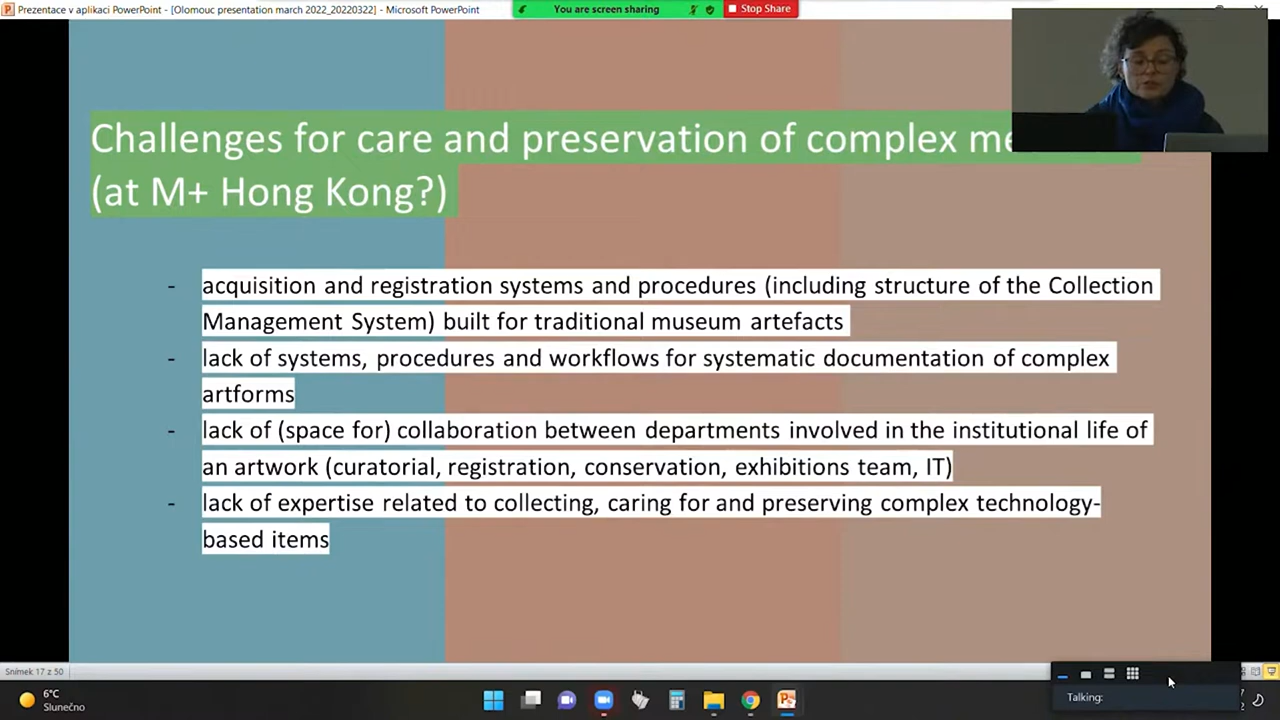 Prezentace v aplikaci PowerPoint - [Olomouc presentation march 2022_20220322] - Microsoft PowerPoint
You are screen sharing
Stop Share
Challenges for care and preservation of complex
(at M+ Hong Kong?)
- acquisition and registration systems and procedures (including structure of the Collection
Management System) built for traditional museum artefacts
- lack of systems, procedures and workflows for systematic documentation of complex
artforms
- lack of (space for) collaboration between departments involved in the institutional life of
an artwork (curatorial, registration, conservation, exhibitions team, IT)
- lack of expertise related to collecting, caring for and preserving complex technology-
based items
Snímek 17 z 50
Talking:
6°C
Slunečno